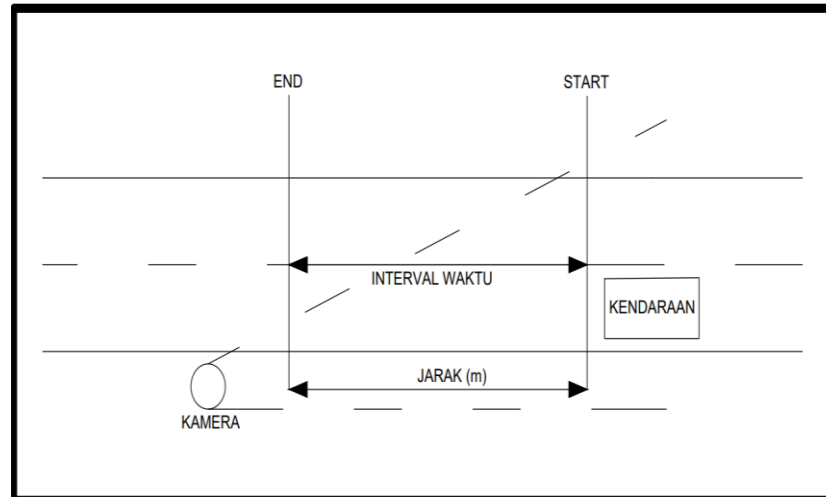 END
START
INTERVAL WAKTU
KENDARAAN
JARAK (m)
KAMERA